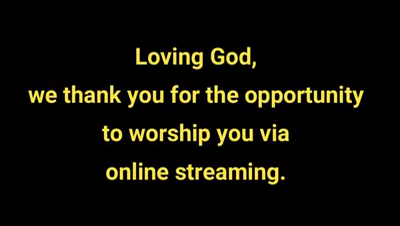 Loving God,
we thank you for the opportunity
to worship you via
online streaming.